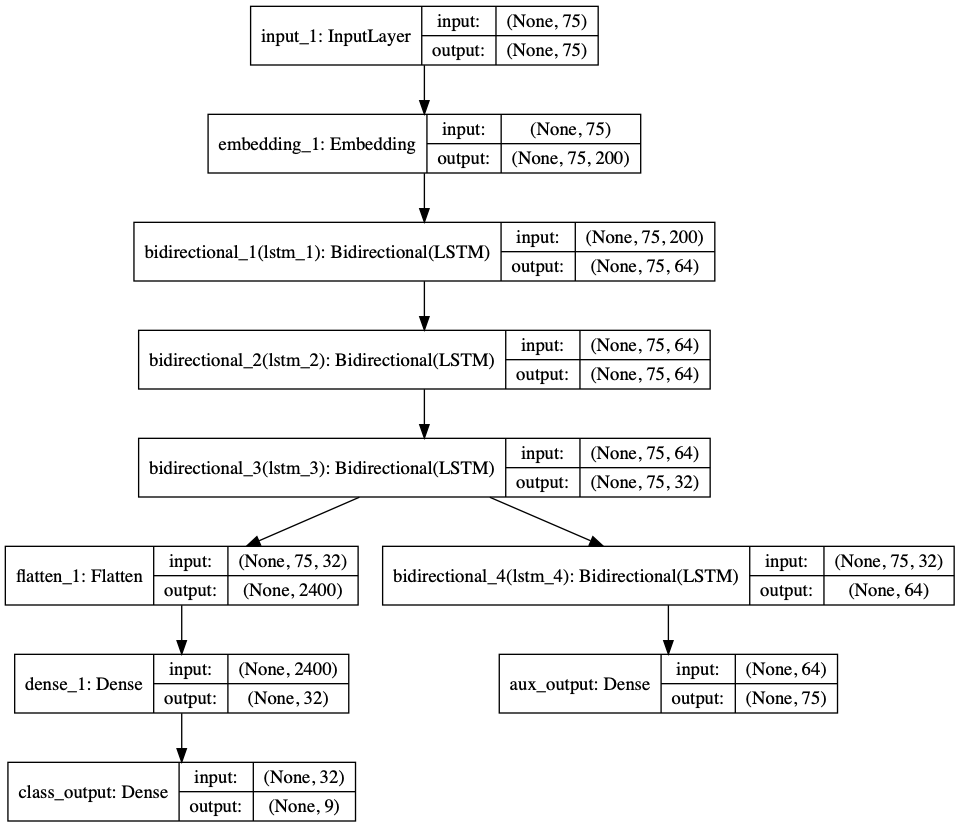 input_1: InputLayer
input: (None, 75)
output: (None, 75)
embedding_1: Embedding
input: (None, 75)
output: (None, 75, 200)
bidirectional_1(lstm_1): Bidirectional(LSTM)
input: (None, 75, 200)
output: (None, 75, 64)
bidirectional_2(lstm_2): Bidirectional(LSTM)
input: (None, 75, 64)
output: (None, 75, 64)
bidirectional_3(lstm_3): Bidirectional(LSTM)
input: (None, 75, 64)
output: (None, 75, 32)
flatten_1: Flatten
input: (None, 75, 32)
output: (None, 2400)
bidirectional_4(lstm_4): Bidirectional(LSTM)
input: (None, 75, 32)
output: (None, 64)
dense_1: Dense
input: (None, 2400)
output: (None, 32)
aux_output: Dense
input: (None, 64)
output: (None, 75)
class_output: Dense
input: (None, 32)
output: (None, 9)